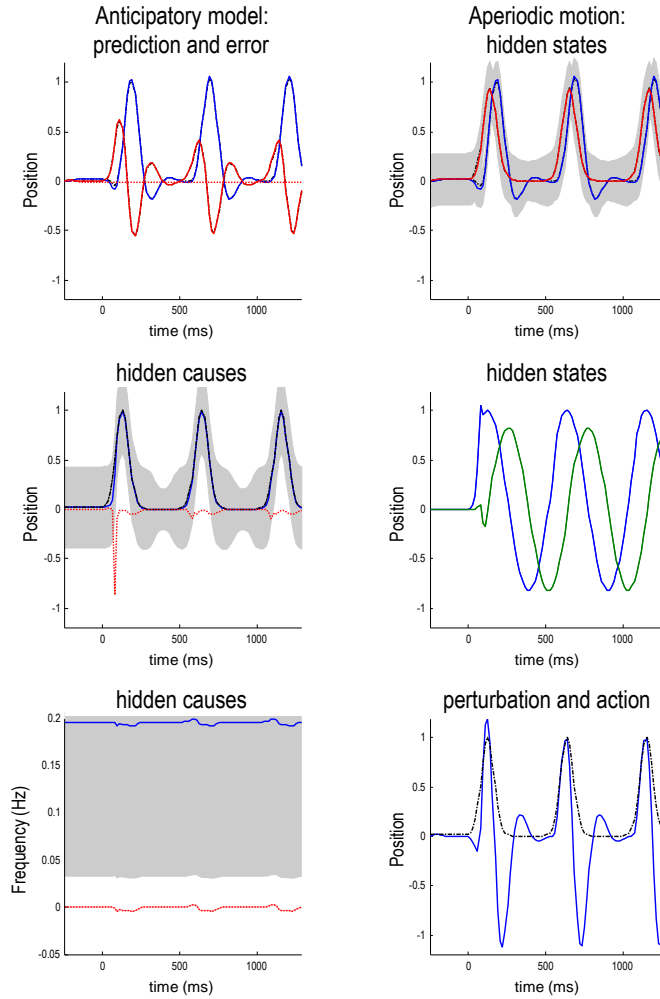 Anticipatory model:
prediction and error
Position
1
0.5
0
-0.5
-1
0 500 1000
time (ms)
Aperiodic motion:
hidden states
Position
1
0.5
0
-0.5
-1
0 500 1000
time (ms)
hidden causes
Position
1
0.5
0
-0.5
-1
0 500 1000
time (ms)
hidden states
Position
1
0.5
0
-0.5
-1
0 500 1000
time (ms)
hidden causes
Frequency (Hz)
0.2
0.15
0.1
0.05
0
-0.05
0 500 1000
time (ms)
perturbation and action
Position
1
0.5
0
-0.5
-1
0 500 1000
time (ms)